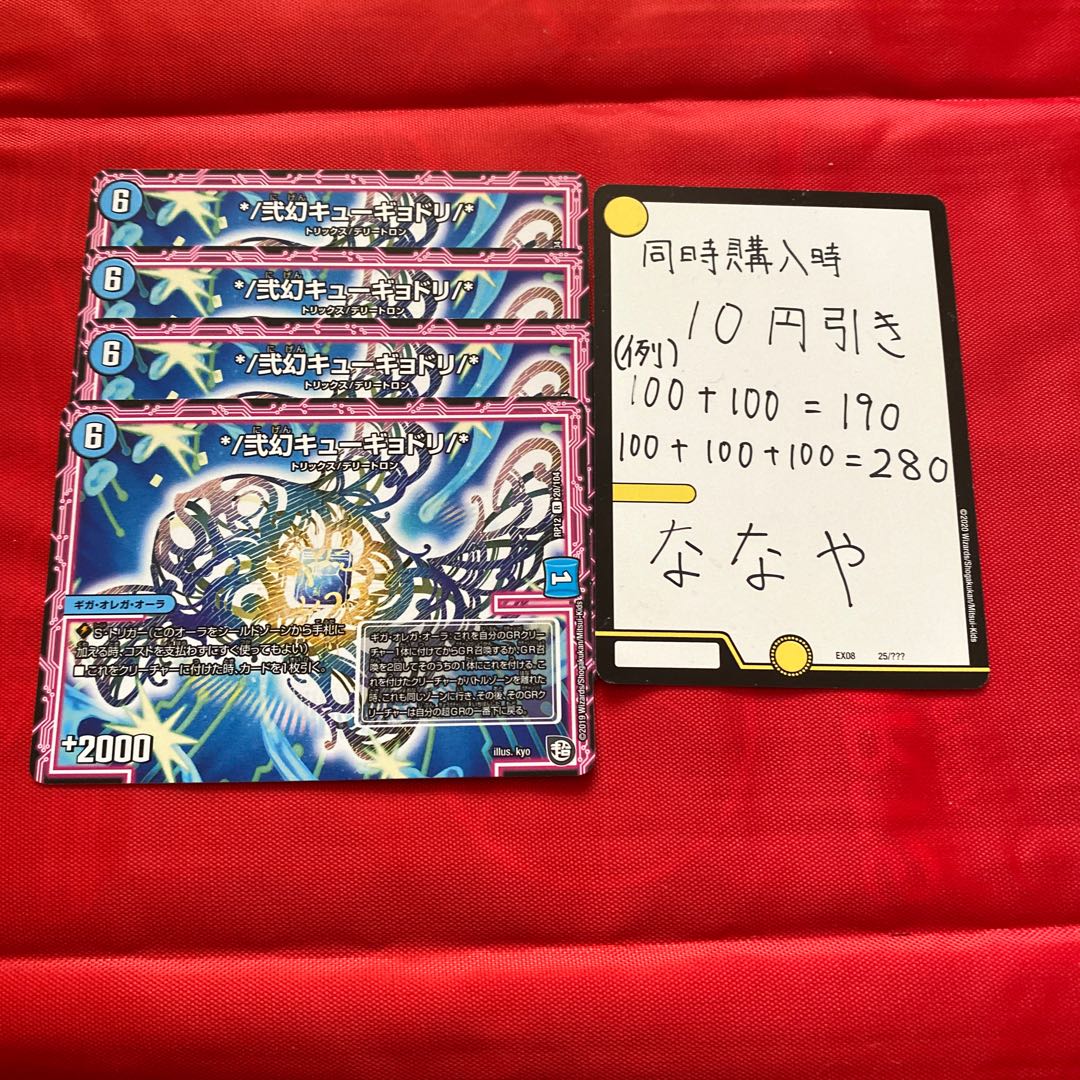 6
にげん
*/弐幻キューギョドリ/*
トリックス/デリートロン
6
にげん
*/弐幻キューギョドリ/*
トリックス/デリートロン
6
にげん
*/弐幻キューギョドリ/*
トリックス/デリートロン
6
にげん
*/弐幻キューギョドリ/*
トリックス/デリートロン
RP12 R 20/104
1
ギガ・オレガ・オーラ
S・トリガー(このオーラをシールドゾーンから手札に
加える時、コストを支払わずにすぐ使ってもよい)
■これをクリーチャーに付けた時、カードを1枚引く。
ギガ・オレガ・オーラ:これを自分のGRクリー
チャー1体に付けてからGR召喚するか、GR召
喚を2回してそのうちの1体にこれを付ける。こ
れを付けたクリーチャーがバトルゾーンを離れた
時、これも同じゾーンに行き、その後、そのGRク
リーチャーは自分の超GRの一番下に戻る。
+2000
illus. kyo
超
©2019 Wizards/Shogakukan/Mitsui-Kids
同時購入時
10円引き
(例)
100+100=190
100+100+100=280
ななや
EX08 25/???
©2020 Wizards/Shogakukan/Mitsui-Kids